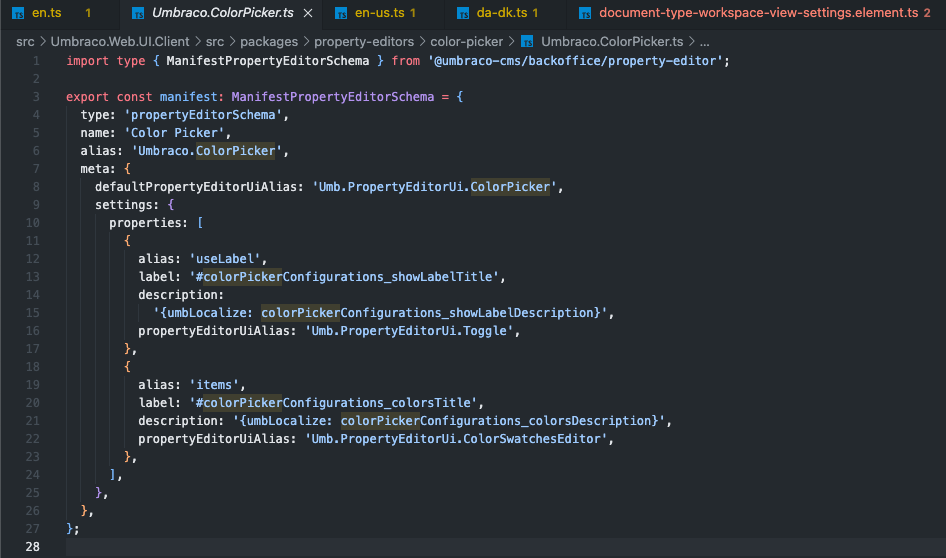 en.ts 1 Umbraco.ColorPicker.ts × en-us.ts 1 da-dk.ts 1 document-type-workspace-view-settings.element.ts 2
src > Umbraco.Web.UI.Client > src > packages > property-editors > color-picker > TS Umbraco.ColorPicker.ts > ...
1 import type { ManifestPropertyEditorSchema } from '@umbraco-cms/backoffice/property-editor';
2
3 export const manifest: ManifestPropertyEditorSchema = {
4 type: 'propertyEditorSchema',
5 name: 'Color Picker',
6 alias: 'Umbraco.ColorPicker',
7 meta: {
8 defaultPropertyEditorUiAlias: 'Umb.PropertyEditorUi.ColorPicker',
9 settings: {
10 properties: [
11 {
12 alias: 'useLabel',
13 label: '#colorPickerConfigurations_showLabelTitle',
14 description:
15 '{umbLocalize: colorPickerConfigurations_showLabelDescription}',
16 propertyEditorUiAlias: 'Umb.PropertyEditorUi.Toggle',
17 },
18 {
19 alias: 'items',
20 label: '#colorPickerConfigurations_colorsTitle',
21 description: '{umbLocalize: colorPickerConfigurations_colorsDescription}',
22 propertyEditorUiAlias: 'Umb.PropertyEditorUi.ColorSwatchesEditor',
23 },
24 ],
25 },
26 },
27 };
28